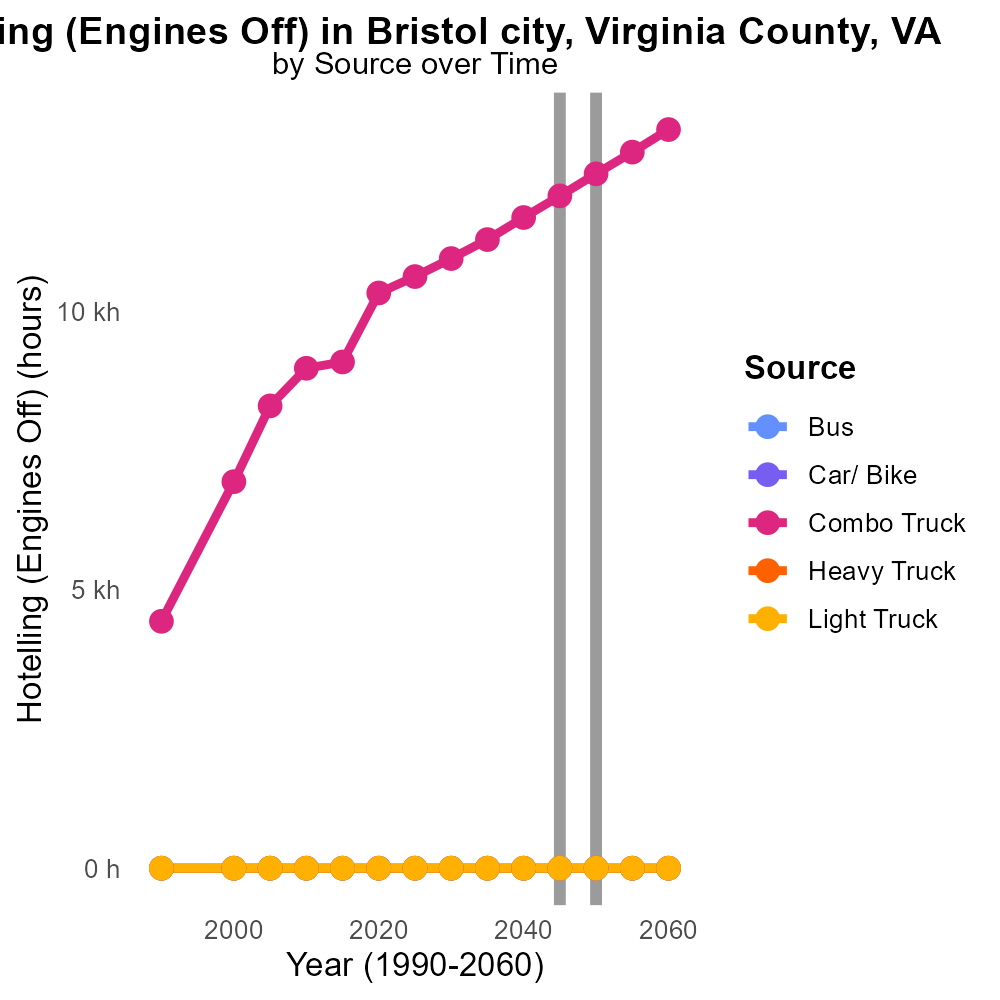 ing (Engines Off) in Bristol city, Virginia County, VA
by Source over Time
Hotelling (Engines Off) (hours)
10 kh
5 kh
0 h
2000 2020 2040 2060
Year (1990-2060)
Source
Bus
Car/ Bike
Combo Truck
Heavy Truck
Light Truck